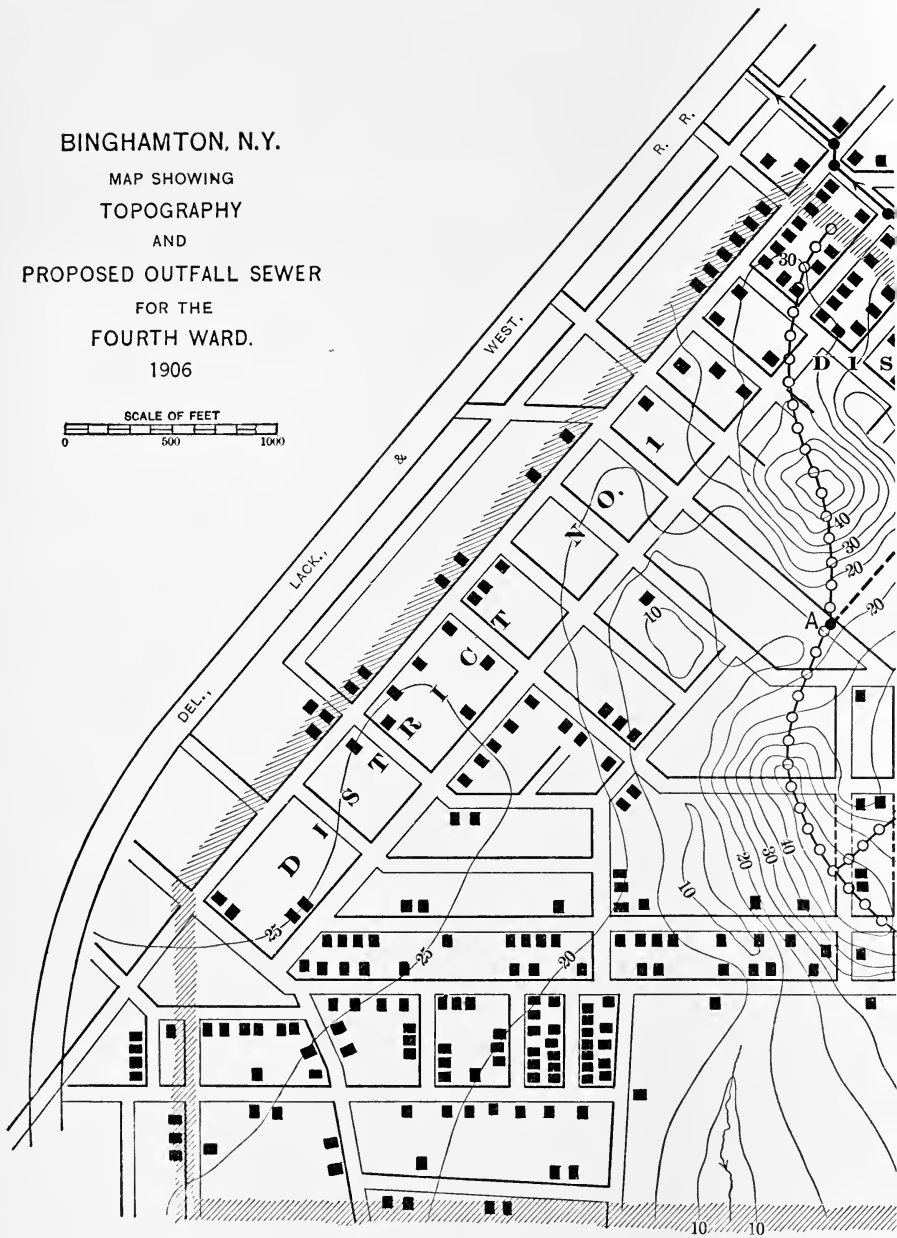 BINGHAMTON, N.Y.
MAP SHOWING
TOPOGRAPHY
AND
PROPOSED OUTFALL SEWER
FOR THE
FOURTH WARD.
1906
SCALE OF FEET
0 500 1000
DEL., LACK., & WEST. R. R.
DISTRICT NO. 1
DIS
A
30
40
30
20
20
10
10
20
30
40
25
25
20
10 10